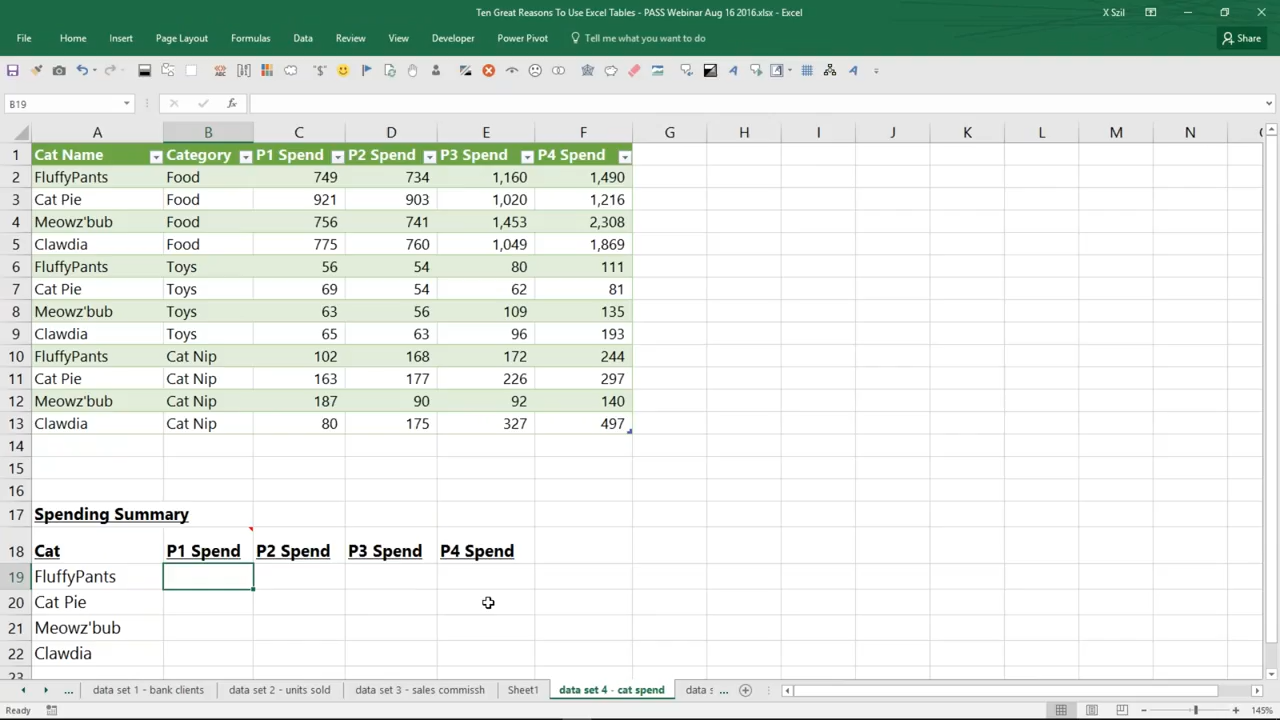 Ten Great Reasons To Use Excel Tables - PASS Webinar Aug 16 2016.xlsx - Excel
X Szil
File Home Insert Page Layout Formulas Data Review View Developer Power Pivot Tell me what you want to do Share
B19 fx
A B C D E F G H I J K L M N
1 Cat Name Category P1 Spend P2 Spend P3 Spend P4 Spend
2 FluffyPants Food 749 734 1,160 1,490
3 Cat Pie Food 921 903 1,020 1,216
4 Meowz'bub Food 756 741 1,453 2,308
5 Clawdia Food 775 760 1,049 1,869
6 FluffyPants Toys 56 54 80 111
7 Cat Pie Toys 69 54 62 81
8 Meowz'bub Toys 63 56 109 135
9 Clawdia Toys 65 63 96 193
10 FluffyPants Cat Nip 102 168 172 244
11 Cat Pie Cat Nip 163 177 226 297
12 Meowz'bub Cat Nip 187 90 92 140
13 Clawdia Cat Nip 80 175 327 497
14
15
16
17 Spending Summary
18 Cat P1 Spend P2 Spend P3 Spend P4 Spend
19 FluffyPants
20 Cat Pie
21 Meowz'bub
22 Clawdia
23
... data set 1 - bank clients data set 2 - units sold data set 3 - sales commissh Sheet1 data set 4 - cat spend data s ...
Ready 145%